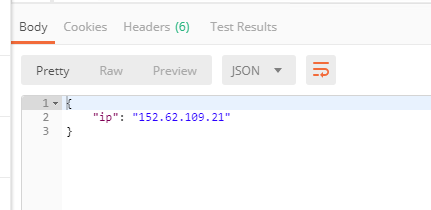 Body Cookies Headers (6) Test Results
Pretty Raw Preview JSON
1 {
2 "ip": "152.62.109.21"
3 }